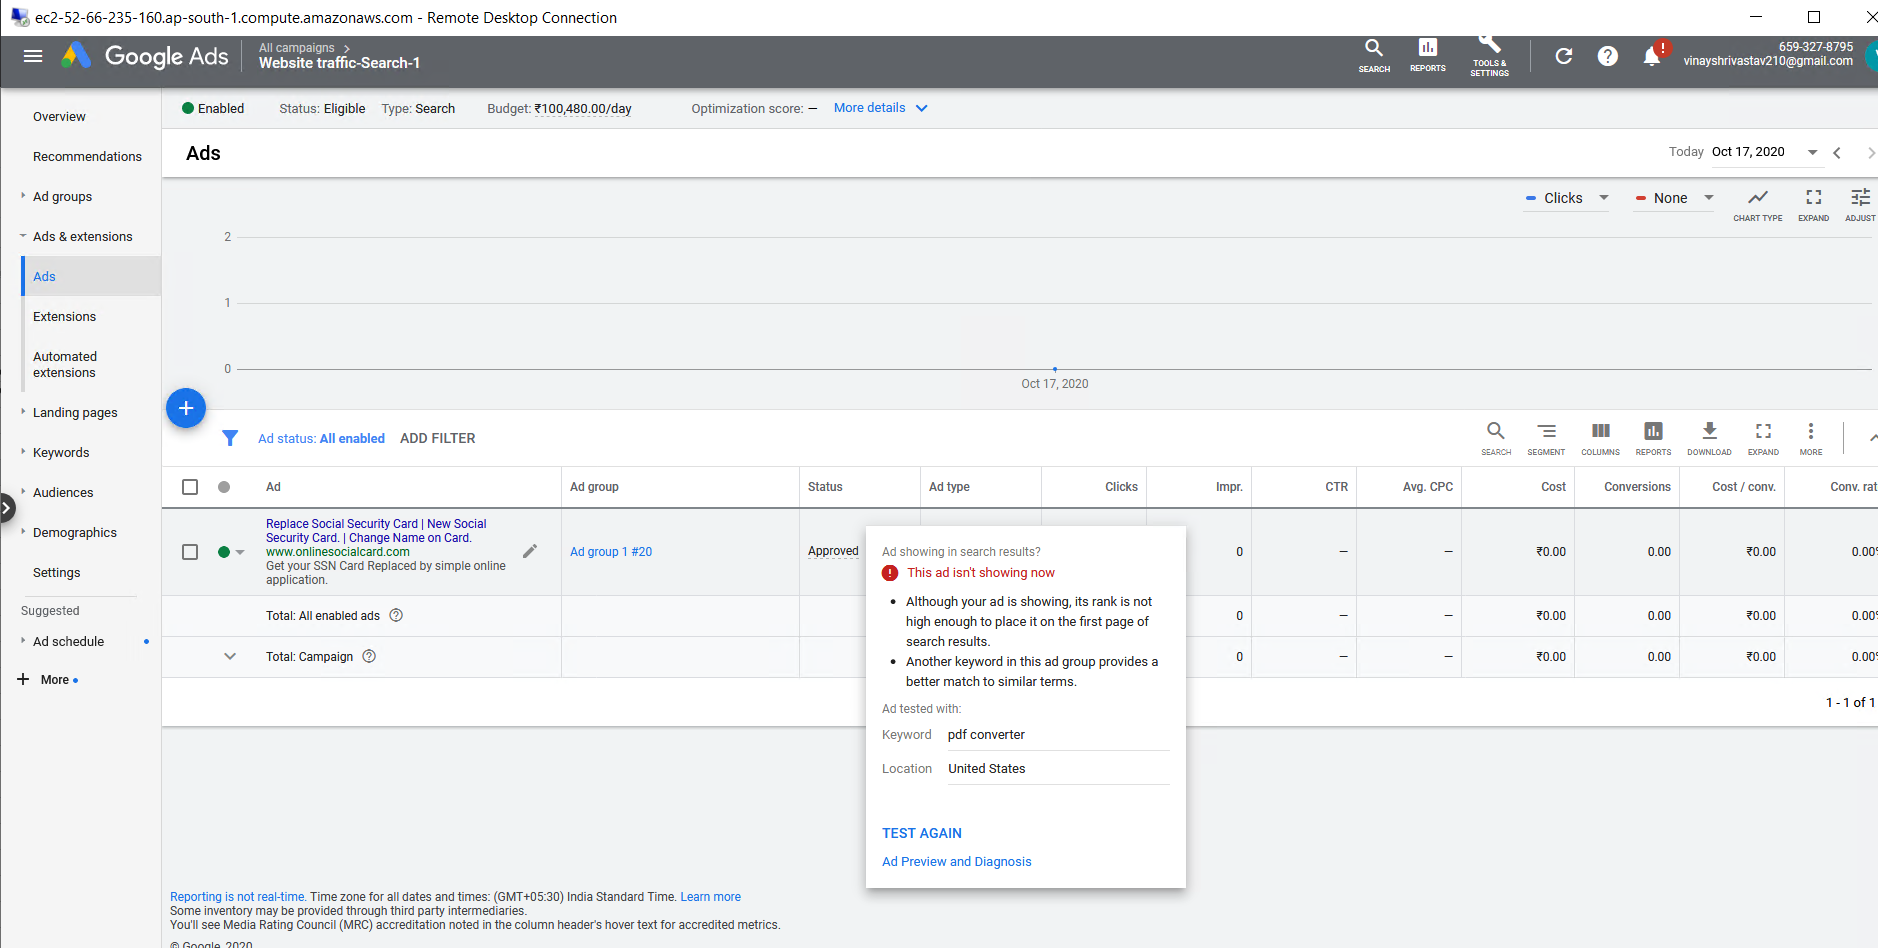 ec2-52-66-235-160.ap-south-1.compute.amazonaws.com - Remote Desktop Connection
Google Ads
All campaigns
Website traffic-Search-1
SEARCH
REPORTS
TOOLS &
SETTINGS
!
659-327-8795
vinayshrivastav210@gmail.com
Overview
Recommendations
Ad groups
Ads & extensions
Ads
Extensions
Automated
extensions
Landing pages
Keywords
Audiences
Demographics
Settings
Suggested
Ad schedule
More
Enabled Status: Eligible Type: Search Budget: ₹100,480.00/day Optimization score: — More details
Ads
Today Oct 17, 2020
Clicks
None
CHART TYPE
EXPAND
ADJUST
2
1
0
Oct 17, 2020
Ad status: All enabled ADD FILTER
SEARCH SEGMENT COLUMNS REPORTS DOWNLOAD EXPAND MORE
Ad Ad group Status Ad type Clicks Impr. CTR Avg. CPC Cost Conversions Cost / conv. Conv. rat
Replace Social Security Card | New Social
Security Card. | Change Name on Card.
www.onlinesocialcard.com
Get your SSN Card Replaced by simple online
application.
Ad group 1 #20 Approved 0 — — ₹0.00 0.00 ₹0.00 0.00%
Total: All enabled ads 0 — — ₹0.00 0.00 ₹0.00 0.00%
Total: Campaign 0 — — ₹0.00 0.00 ₹0.00 0.00%
1 - 1 of 1
Ad showing in search results?
! This ad isn't showing now
• Although your ad is showing, its rank is not
high enough to place it on the first page of
search results.
• Another keyword in this ad group provides a
better match to similar terms.
Ad tested with:
Keyword pdf converter
Location United States
TEST AGAIN
Ad Preview and Diagnosis
Reporting is not real-time. Time zone for all dates and times: (GMT+05:30) India Standard Time. Learn more
Some inventory may be provided through third party intermediaries.
You'll see Media Rating Council (MRC) accreditation noted in the column header's hover text for accredited metrics.
© Google, 2020